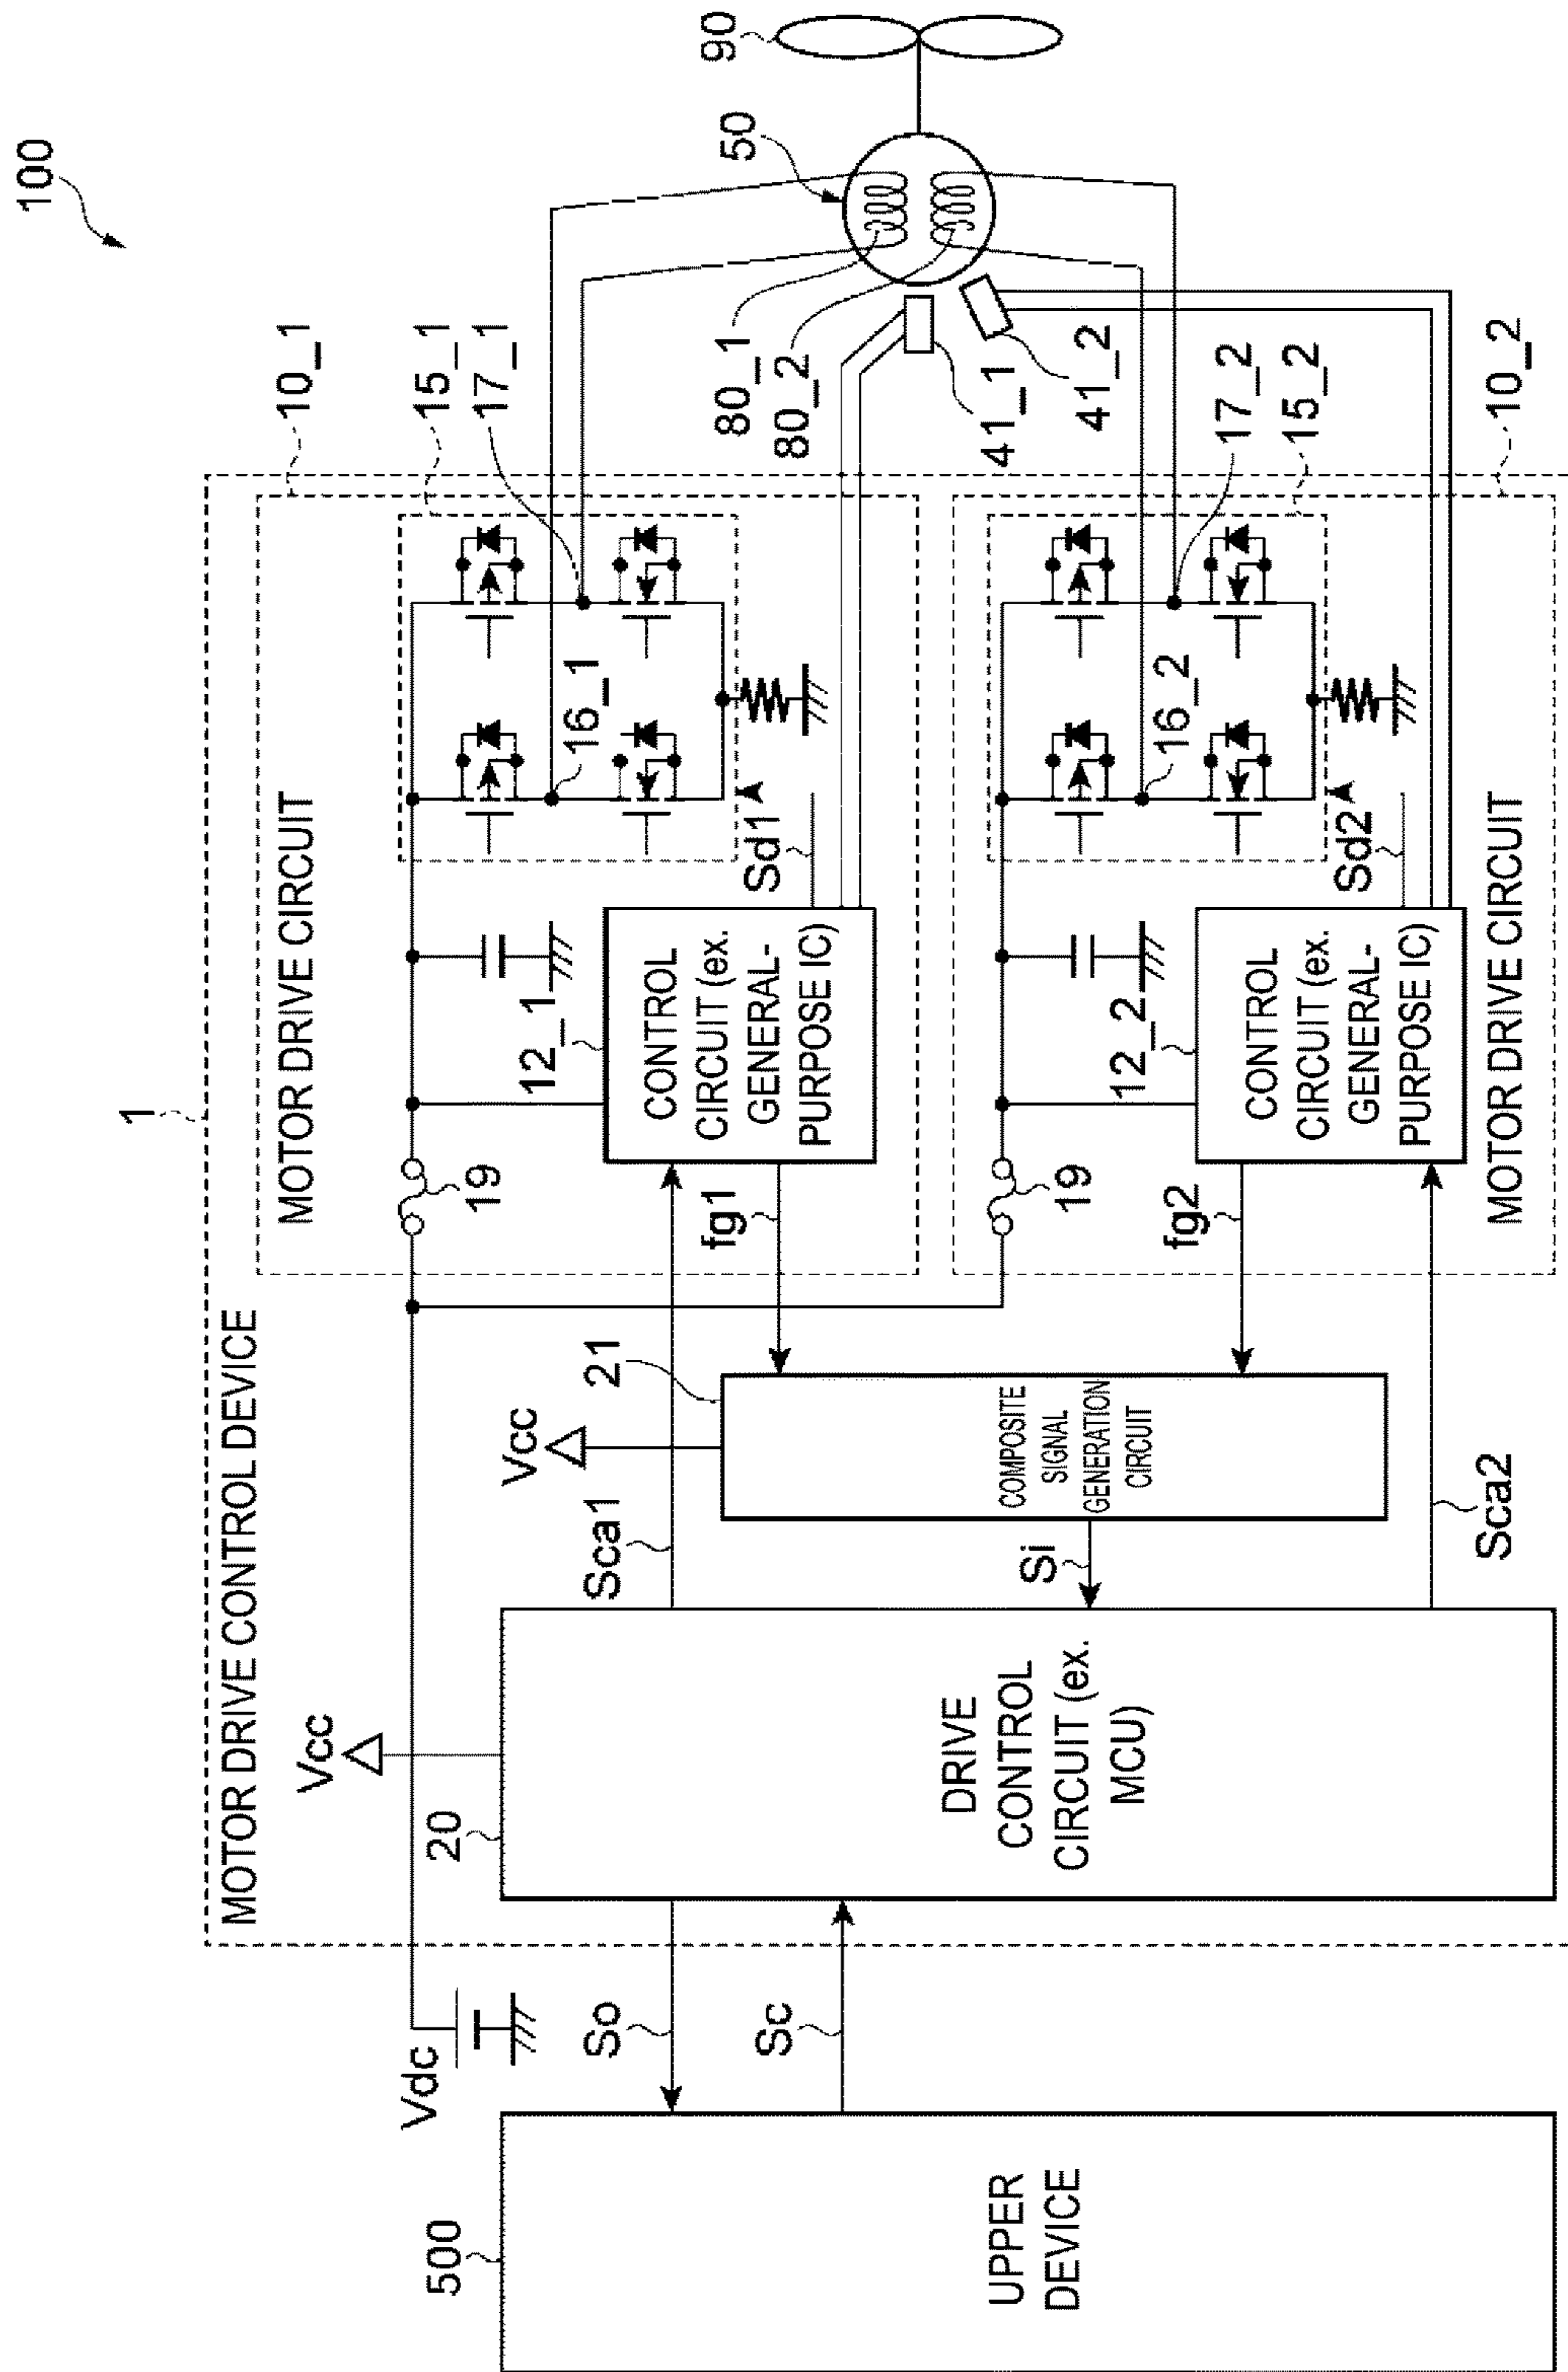 100
1
MOTOR DRIVE CONTROL DEVICE
MOTOR DRIVE CIRCUIT
10_1
15_1
17_1
50
90
Vcc
Vdc
19
12_1
16_1
80_1
80_2
500
20
So
Sc
Sca1
Vcc
21
fg1
CONTROL
CIRCUIT (ex.
GENERAL-
PURPOSE IC)
Sd1
41_1
41_2
UPPER
DEVICE
DRIVE
CONTROL
CIRCUIT (ex.
MCU)
Si
COMPOSITE
SIGNAL
GENERATION
CIRCUIT
19
12_2
16_2
17_2
15_2
fg2
CONTROL
CIRCUIT (ex.
GENERAL-
PURPOSE IC)
Sd2
Sca2
MOTOR DRIVE CIRCUIT
10_2